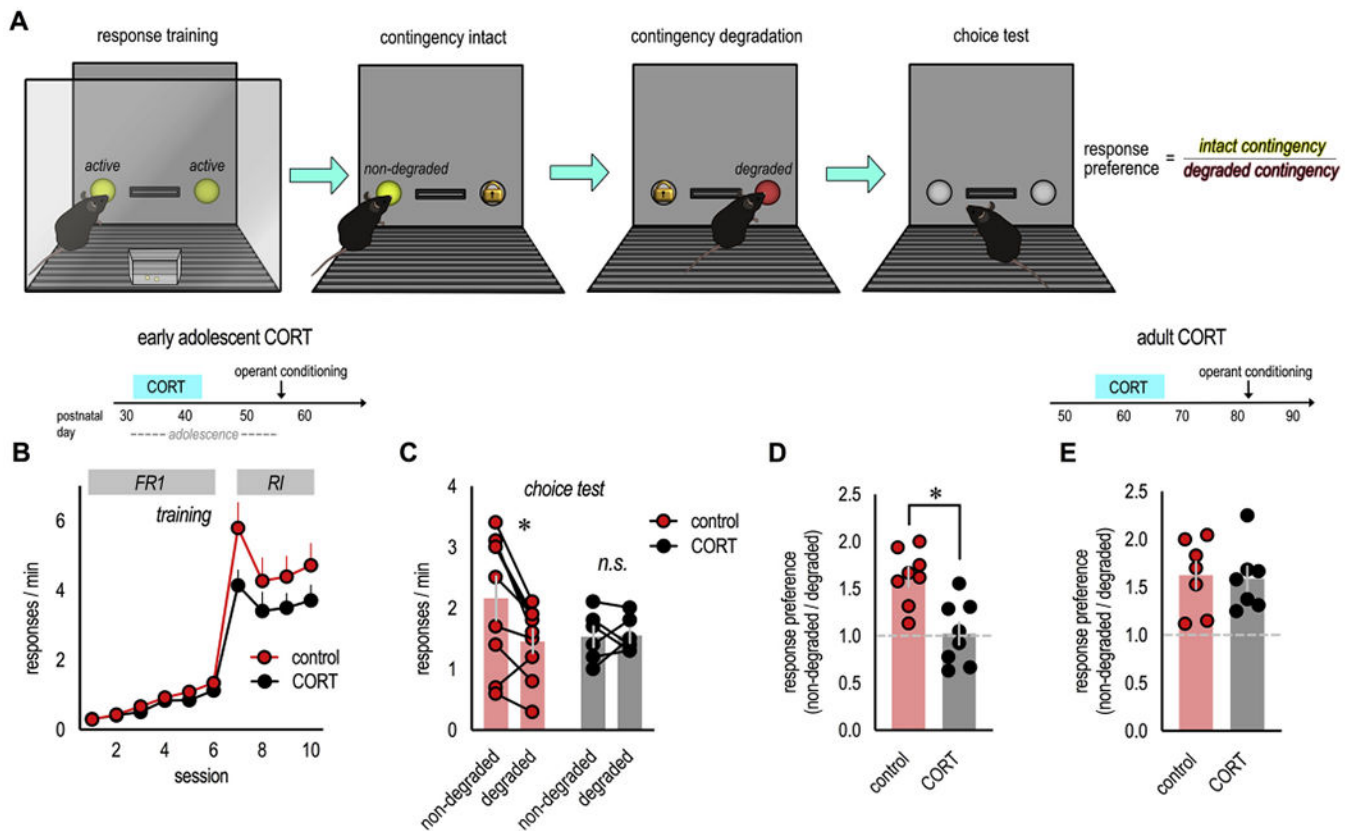 A
response training
contingency intact
contingency degradation
choice test
active
active
non-degraded
degraded
response preference = intact contingency / degraded contingency
early adolescent CORT
CORT
operant conditioning
postnatal day
30 40 50 60
adolescence
adult CORT
CORT
operant conditioning
50 60 70 80 90
B
FR1
RI
training
responses / min
6
4
2
0
control
CORT
2 4 6 8 10
session
C
choice test
responses / min
4
3
2
1
0
*
n.s.
control
CORT
non-degraded
degraded
non-degraded
degraded
D
response preference
(non-degraded / degraded)
2.5
2.0
1.5
1.0
0.5
0.0
*
control
CORT
E
response preference
(non-degraded / degraded)
2.5
2.0
1.5
1.0
0.5
0.0
control
CORT